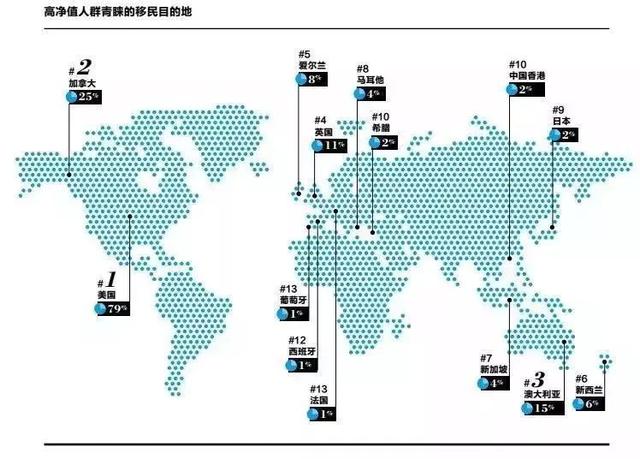 高净值人群青睐的移民目的地
#2
加拿大
25%
#5
爱尔兰
8%
#4
英国
11%
#8
马耳他
4%
#10
希腊
2%
#10
中国香港
2%
#9
日本
2%
#1
美国
79%
#13
葡萄牙
1%
#12
西班牙
1%
#13
法国
1%
#7
新加坡
4%
#3
澳大利亚
15%
#6
新西兰
6%